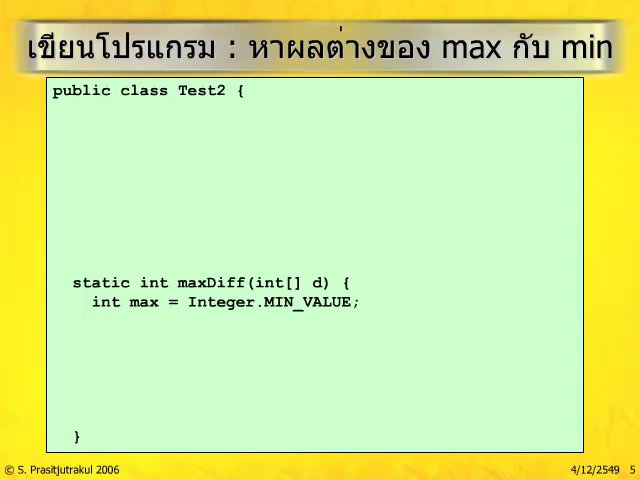 เขียนโปรแกรม : หาผลต่างของ max กับ min
public class Test2 {
static int maxDiff(int[] d) {
int max = Integer.MIN_VALUE;
}
© S. Prasitjutrakul 2006
4/12/2549 5